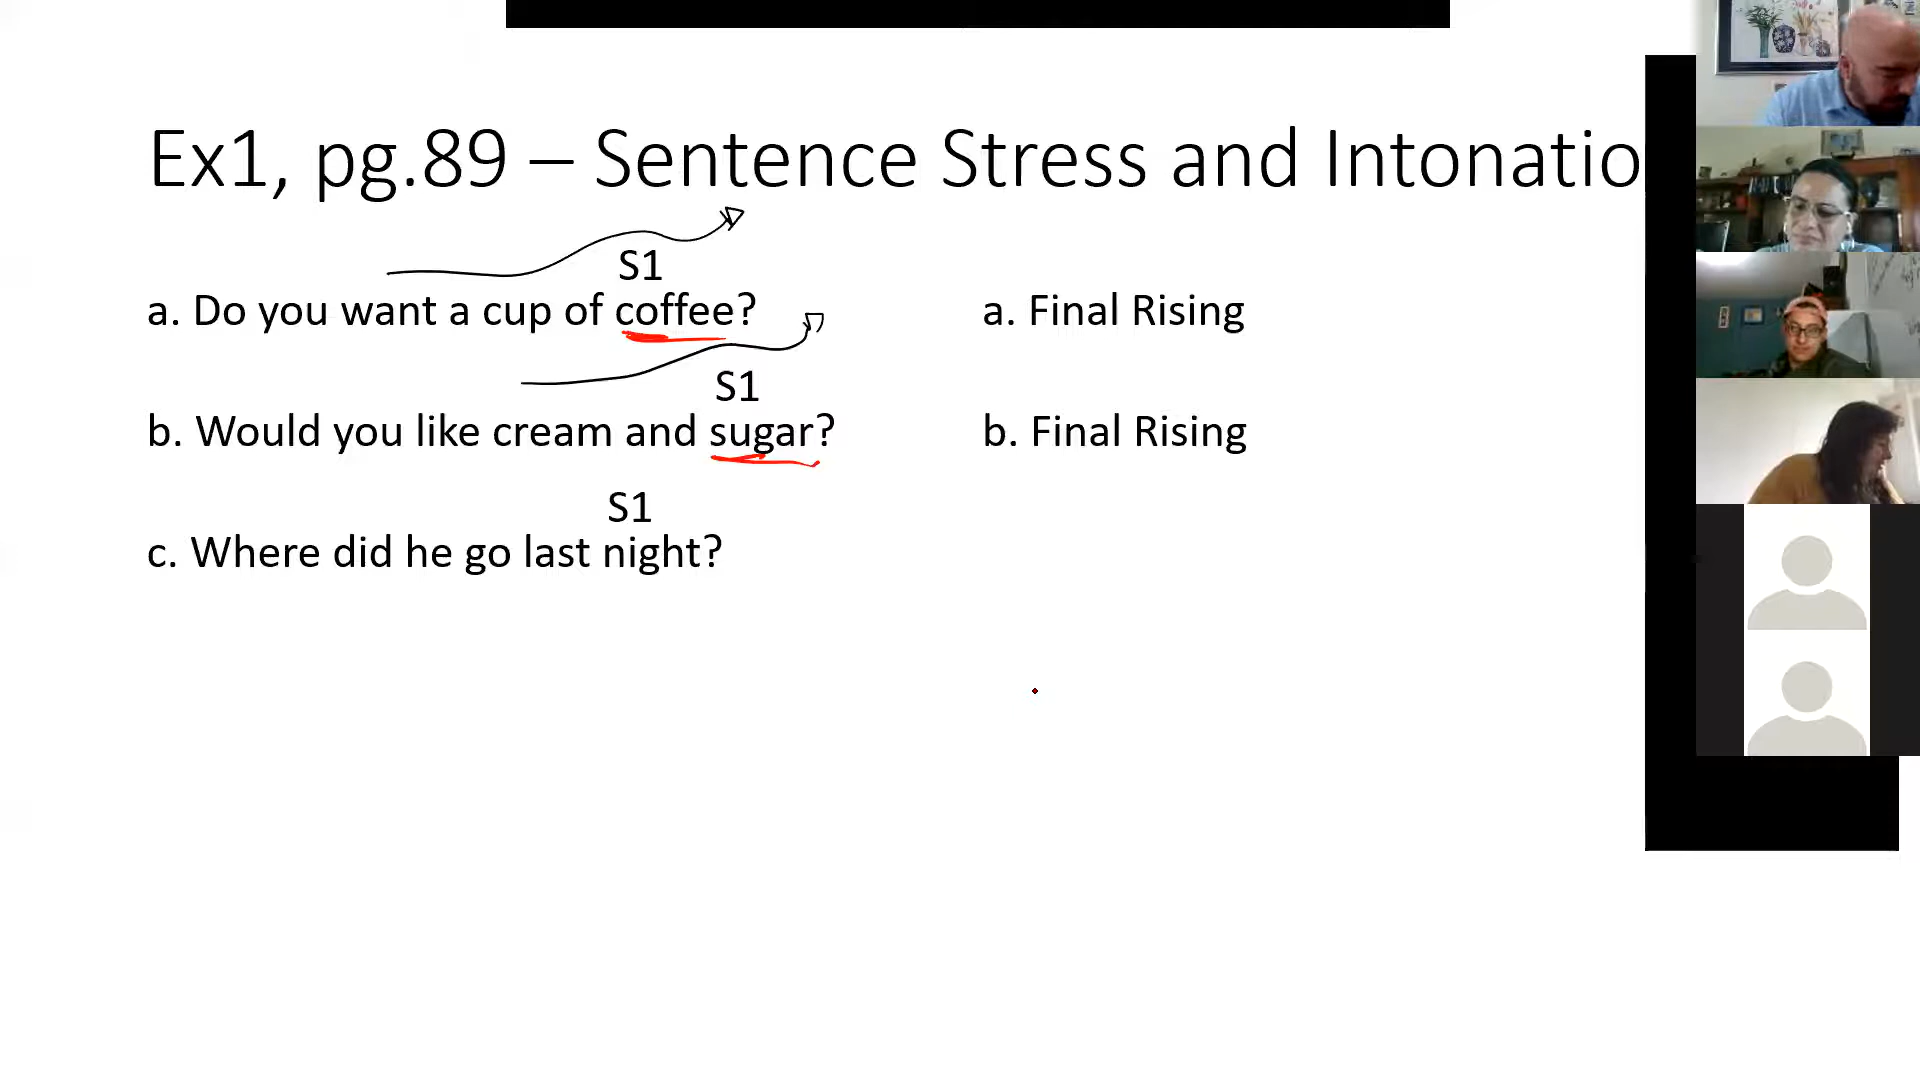 Ex1, pg.89 – Sentence Stress and Intonatio
S1
a. Do you want a cup of coffee?
a. Final Rising
S1
b. Would you like cream and sugar?
b. Final Rising
S1
c. Where did he go last night?